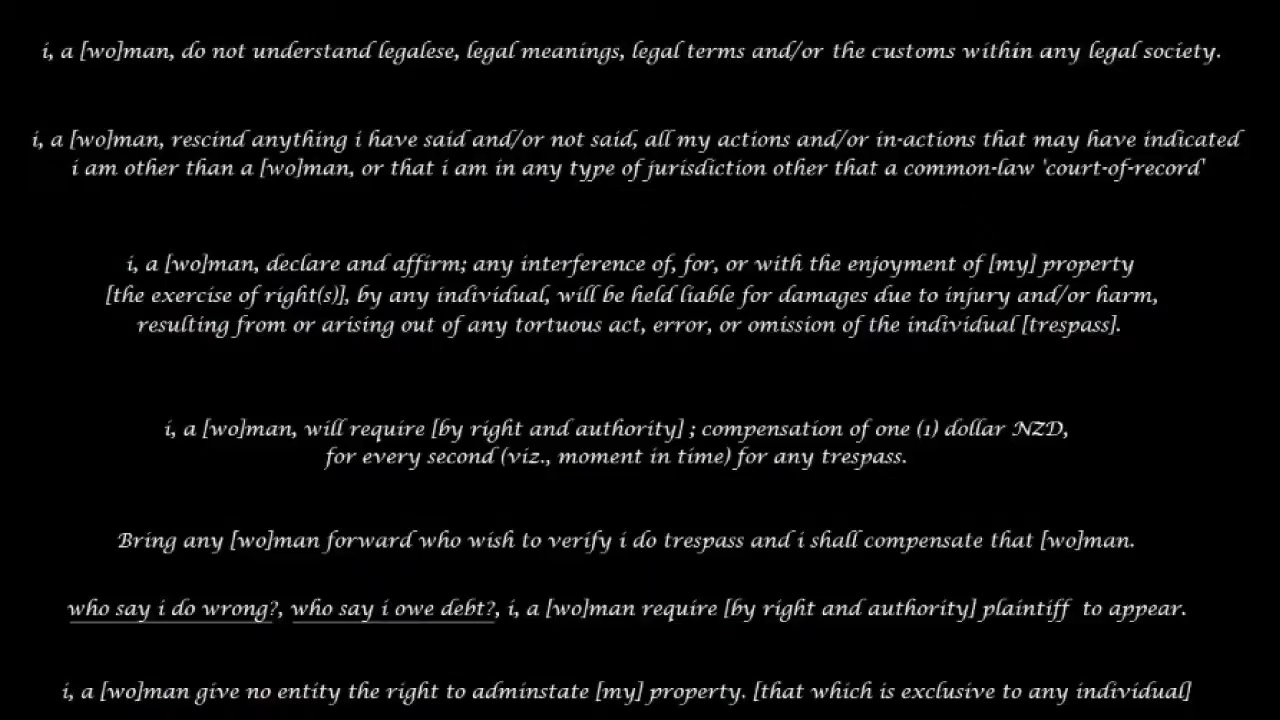 i, a [wo]man, do not understand legalese, legal meanings, legal terms and/or the customs within any legal society.
i, a [wo]man, rescind anything i have said and/or not said, all my actions and/or in-actions that may have indicated
i am other than a [wo]man, or that i am in any type of jurisdiction other that a common-law 'court-of-record'
i, a [wo]man, declare and affirm; any interference of, for, or with the enjoyment of [my] property
[the exercise of right(s)], by any individual, will be held liable for damages due to injury and/or harm,
resulting from or arising out of any tortuous act, error, or omission of the individual [trespass].
i, a [wo]man, will require [by right and authority] ; compensation of one (1) dollar NZD,
for every second (viz., moment in time) for any trespass.
Bring any [wo]man forward who wish to verify i do trespass and i shall compensate that [wo]man.
who say i do wrong?, who say i owe debt?, i, a [wo]man require [by right and authority] plaintiff to appear.
i, a [wo]man give no entity the right to adminstate [my] property. [that which is exclusive to any individual]